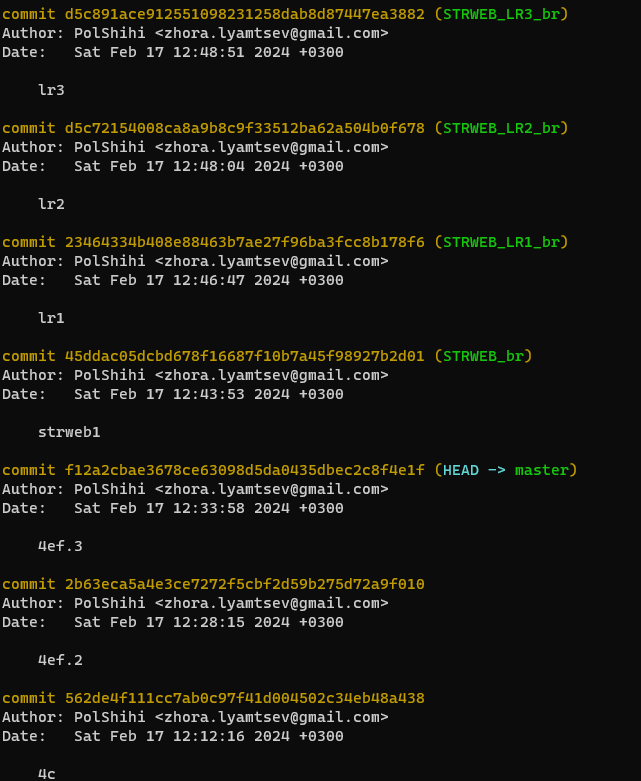 commit d5c891ace912551098231258dab8d87447ea3882 (STRWEB_LR3_br)
Author: PolShihi <zhora.lyamtsev@gmail.com>
Date:   Sat Feb 17 12:48:51 2024 +0300
lr3
commit d5c72154008ca8a9b8c9f33512ba62a504b0f678 (STRWEB_LR2_br)
Author: PolShihi <zhora.lyamtsev@gmail.com>
Date:   Sat Feb 17 12:48:04 2024 +0300
lr2
commit 23464334b408e88463b7ae27f96ba3fcc8b178f6 (STRWEB_LR1_br)
Author: PolShihi <zhora.lyamtsev@gmail.com>
Date:   Sat Feb 17 12:46:47 2024 +0300
lr1
commit 45ddac05dcbd678f16687f10b7a45f98927b2d01 (STRWEB_br)
Author: PolShihi <zhora.lyamtsev@gmail.com>
Date:   Sat Feb 17 12:43:53 2024 +0300
strweb1
commit f12a2cbae3678ce63098d5da0435dbec2c8f4e1f (HEAD -> master)
Author: PolShihi <zhora.lyamtsev@gmail.com>
Date:   Sat Feb 17 12:33:58 2024 +0300
4ef.3
commit 2b63eca5a4e3ce7272f5cbf2d59b275d72a9f010
Author: PolShihi <zhora.lyamtsev@gmail.com>
Date:   Sat Feb 17 12:28:15 2024 +0300
4ef.2
commit 562de4f111cc7ab0c97f41d004502c34eb48a438
Author: PolShihi <zhora.lyamtsev@gmail.com>
Date:   Sat Feb 17 12:12:16 2024 +0300
4c